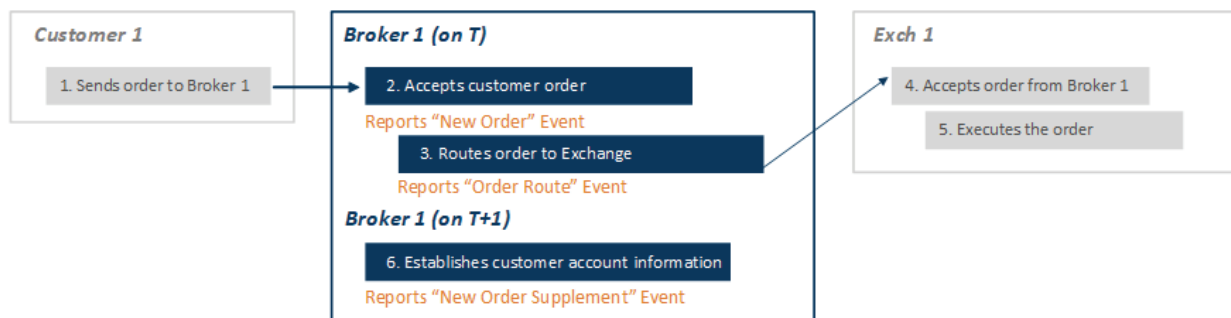 Customer 1
1. Sends order to Broker 1
Broker 1 (on T)
2. Accepts customer order
Reports “New Order” Event
3. Routes order to Exchange
Reports “Order Route” Event
Broker 1 (on T+1)
6. Establishes customer account information
Reports “New Order Supplement” Event
Exch 1
4. Accepts order from Broker 1
5. Executes the order